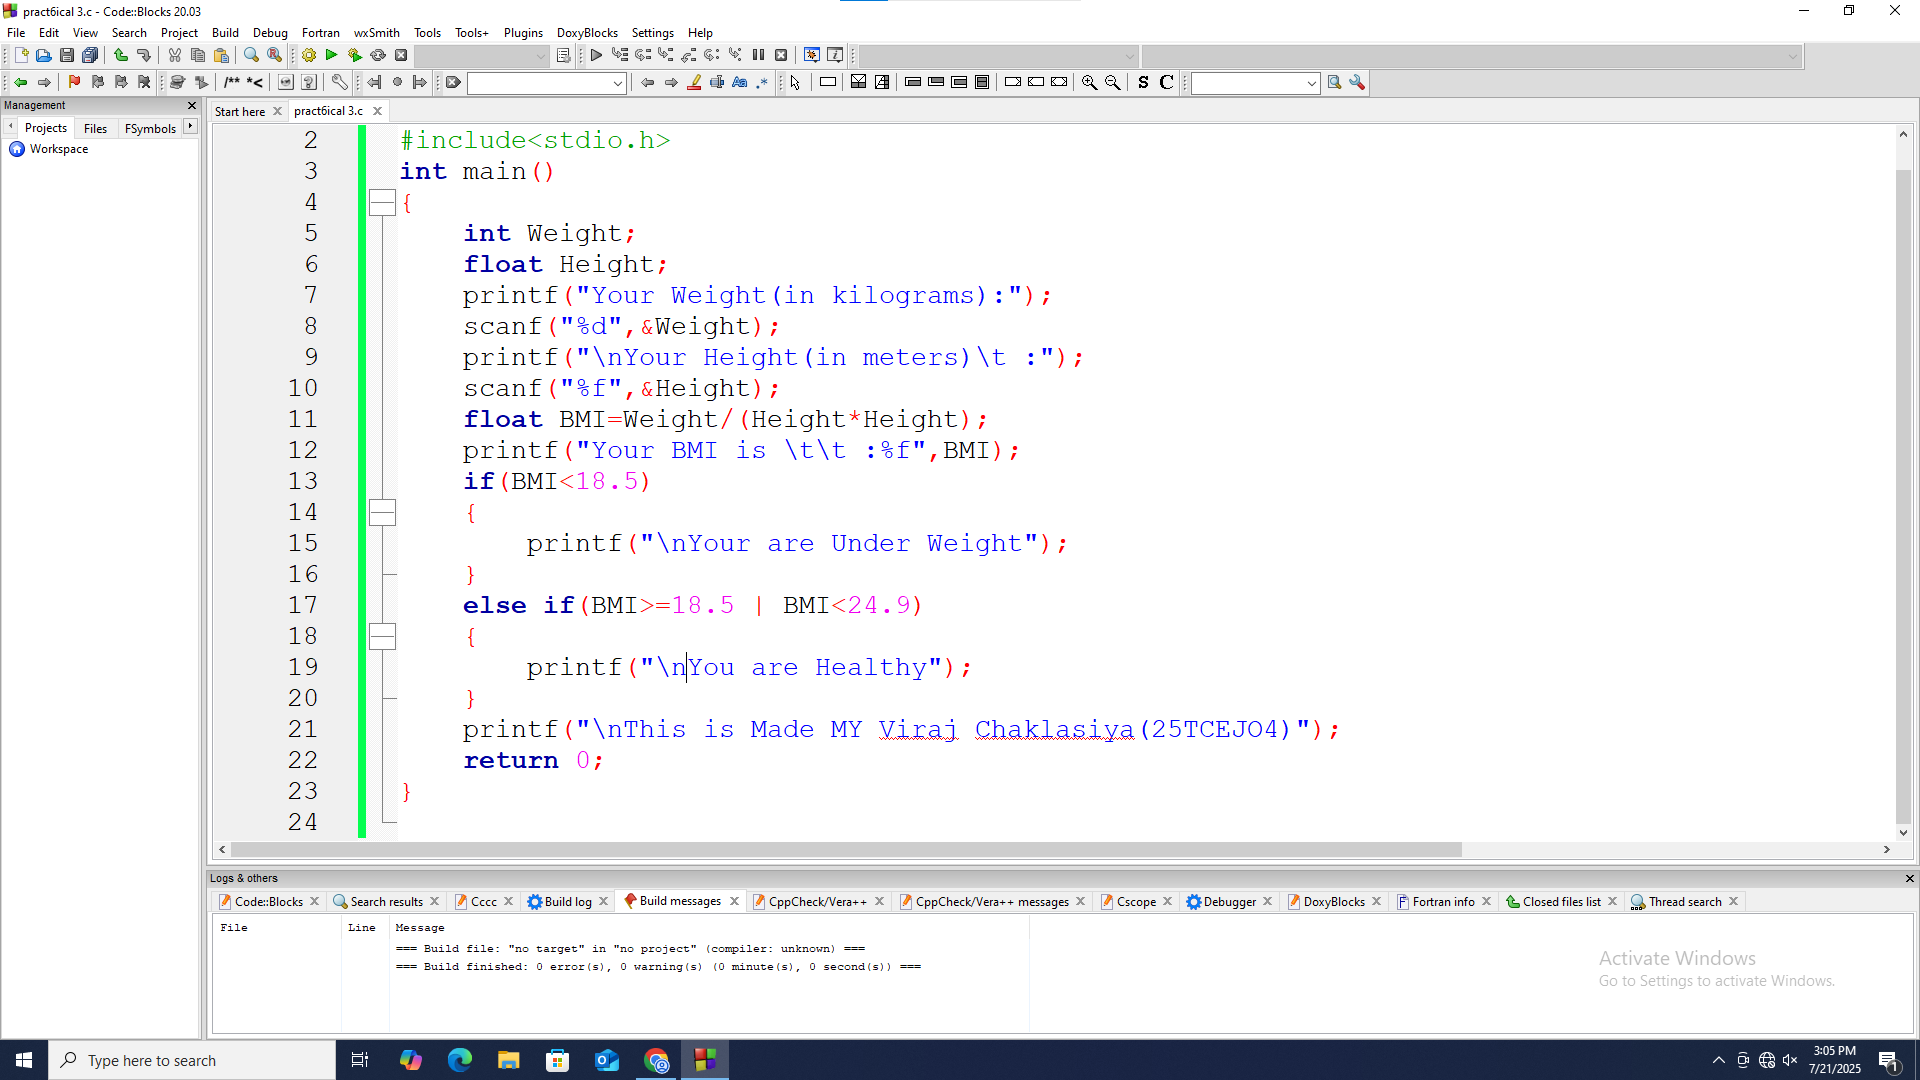 pract6ical 3.c - Code::Blocks 20.03
File Edit View Search Project Build Debug Fortran wxSmith Tools Tools+ Plugins DoxyBlocks Settings Help
/** *<
Aa .*
S C
Management
Projects Files FSymbols
Workspace
Start here pract6ical 3.c
2 #include<stdio.h>
3 int main()
4 {
5 int Weight;
6 float Height;
7 printf("Your Weight(in kilograms):");
8 scanf("%d",&Weight);
9 printf("\nYour Height(in meters)\t :");
10 scanf("%f",&Height);
11 float BMI=Weight/(Height*Height);
12 printf("Your BMI is \t\t :%f",BMI);
13 if(BMI<18.5)
14 {
15 printf("\nYour are Under Weight");
16 }
17 else if(BMI>=18.5 | BMI<24.9)
18 {
19 printf("\nYou are Healthy");
20 }
21 printf("\nThis is Made MY Viraj Chaklasiya(25TCEJO4)");
22 return 0;
23 }
24
Logs & others
Code::Blocks Search results Cccc Build log Build messages CppCheck/Vera++ CppCheck/Vera++ messages Cscope Debugger DoxyBlocks Fortran info Closed files list Thread search
File Line Message
=== Build file: "no target" in "no project" (compiler: unknown) ===
=== Build finished: 0 error(s), 0 warning(s) (0 minute(s), 0 second(s)) ===
Activate Windows
Go to Settings to activate Windows.
Type here to search
3:05 PM
7/21/2025
1